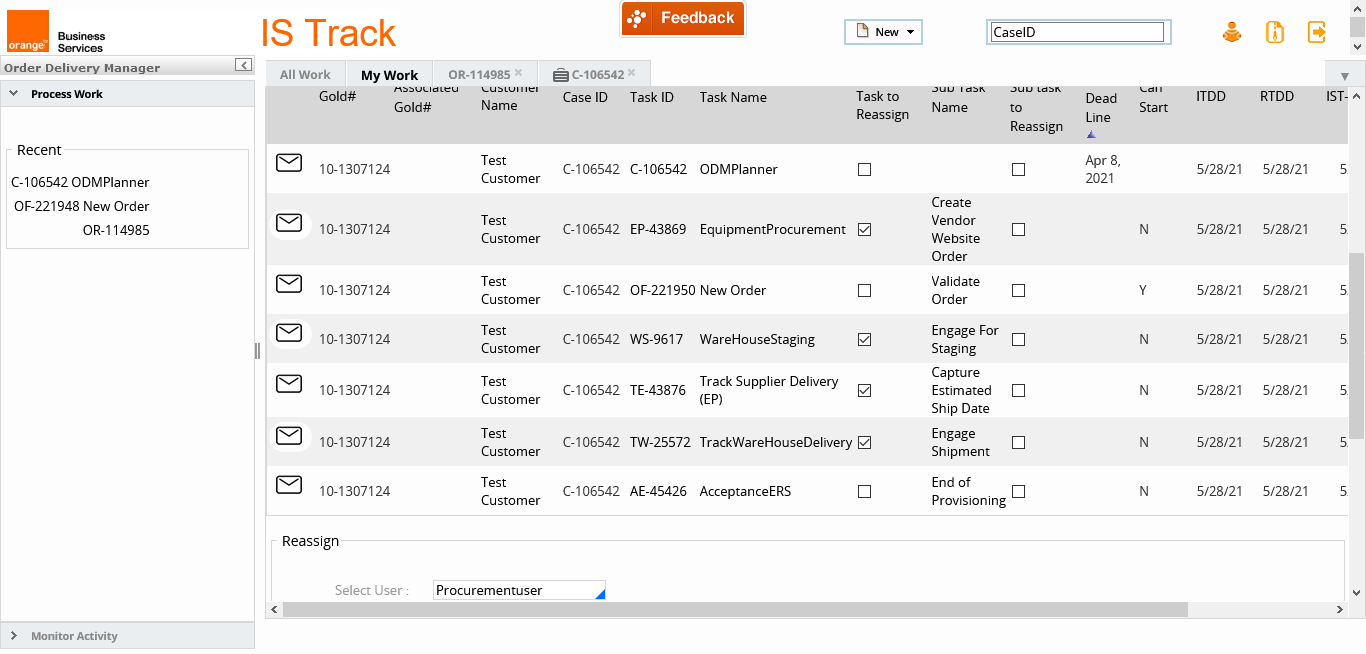 orange™
Business
Services
IS Track
Feedback
New
CaseID
Order Delivery Manager
Process Work
Recent
C-106542 ODMPlanner
OF-221948 New Order
OR-114985
Monitor Activity
All Work My Work OR-114985 × C-106542 ×
Gold# Associated Gold# Customer Name Case ID Task ID Task Name Task to Reassign Sub Task Name Sub task to Reassign Dead Line Can Start ITDD RTDD IST-
10-1307124 Test Customer C-106542 C-106542 ODMPlanner Apr 8, 2021 5/28/21 5/28/21 5
10-1307124 Test Customer C-106542 EP-43869 EquipmentProcurement Create Vendor Website Order N 5/28/21 5/28/21 5
10-1307124 Test Customer C-106542 OF-221950 New Order Validate Order Y 5/28/21 5/28/21 5
10-1307124 Test Customer C-106542 WS-9617 WareHouseStaging Engage For Staging N 5/28/21 5/28/21 5
10-1307124 Test Customer C-106542 TE-43876 Track Supplier Delivery (EP) Capture Estimated Ship Date N 5/28/21 5/28/21 5
10-1307124 Test Customer C-106542 TW-25572 TrackWareHouseDelivery Engage Shipment N 5/28/21 5/28/21 5
10-1307124 Test Customer C-106542 AE-45426 AcceptanceERS End of Provisioning N 5/28/21 5/28/21 5
Reassign
Select User : Procurementuser